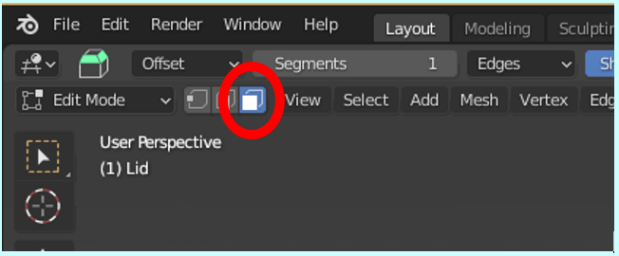 File Edit Render Window Help Layout Modeling Sculptin
Offset Segments 1 Edges Sh
Edit Mode View Select Add Mesh Vertex Edg
User Perspective
(1) Lid